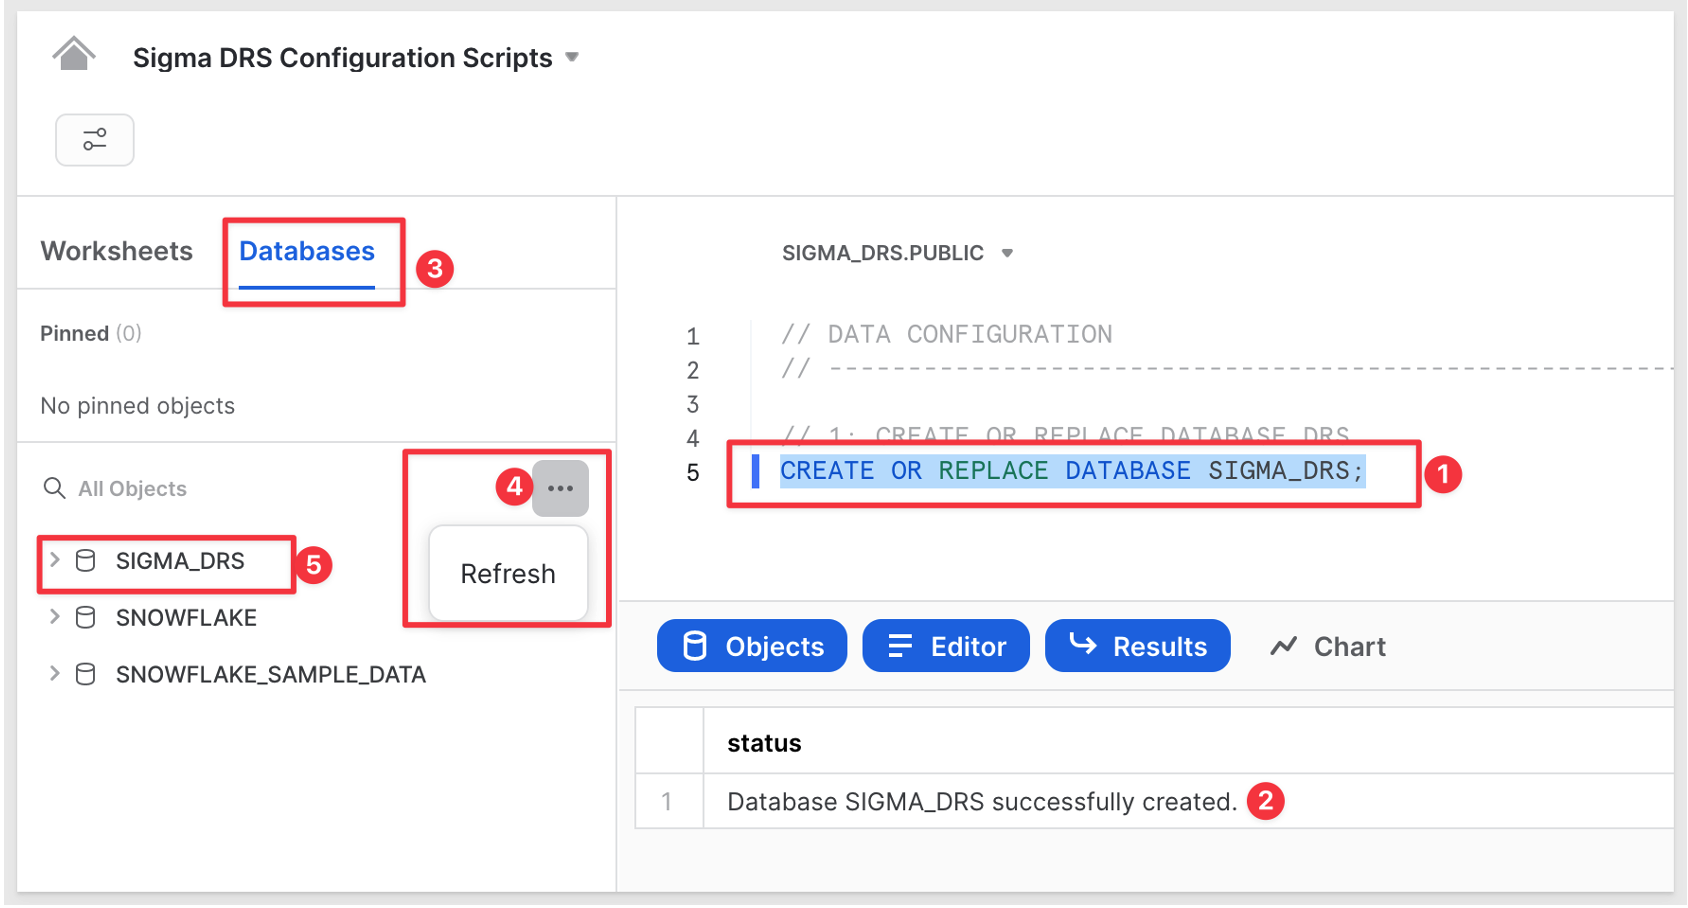 Sigma DRS Configuration Scripts
Worksheets
Databases
3
Pinned (0)
No pinned objects
All Objects
4
...
Refresh
SIGMA_DRS
5
SNOWFLAKE
SNOWFLAKE_SAMPLE_DATA
SIGMA_DRS.PUBLIC
1 // DATA CONFIGURATION
2 // ------------------------------------------------------
3
4 // 1: CREATE OR REPLACE DATABASE DRS
5 CREATE OR REPLACE DATABASE SIGMA_DRS;
1
Objects
Editor
Results
Chart
status
1 Database SIGMA_DRS successfully created.
2